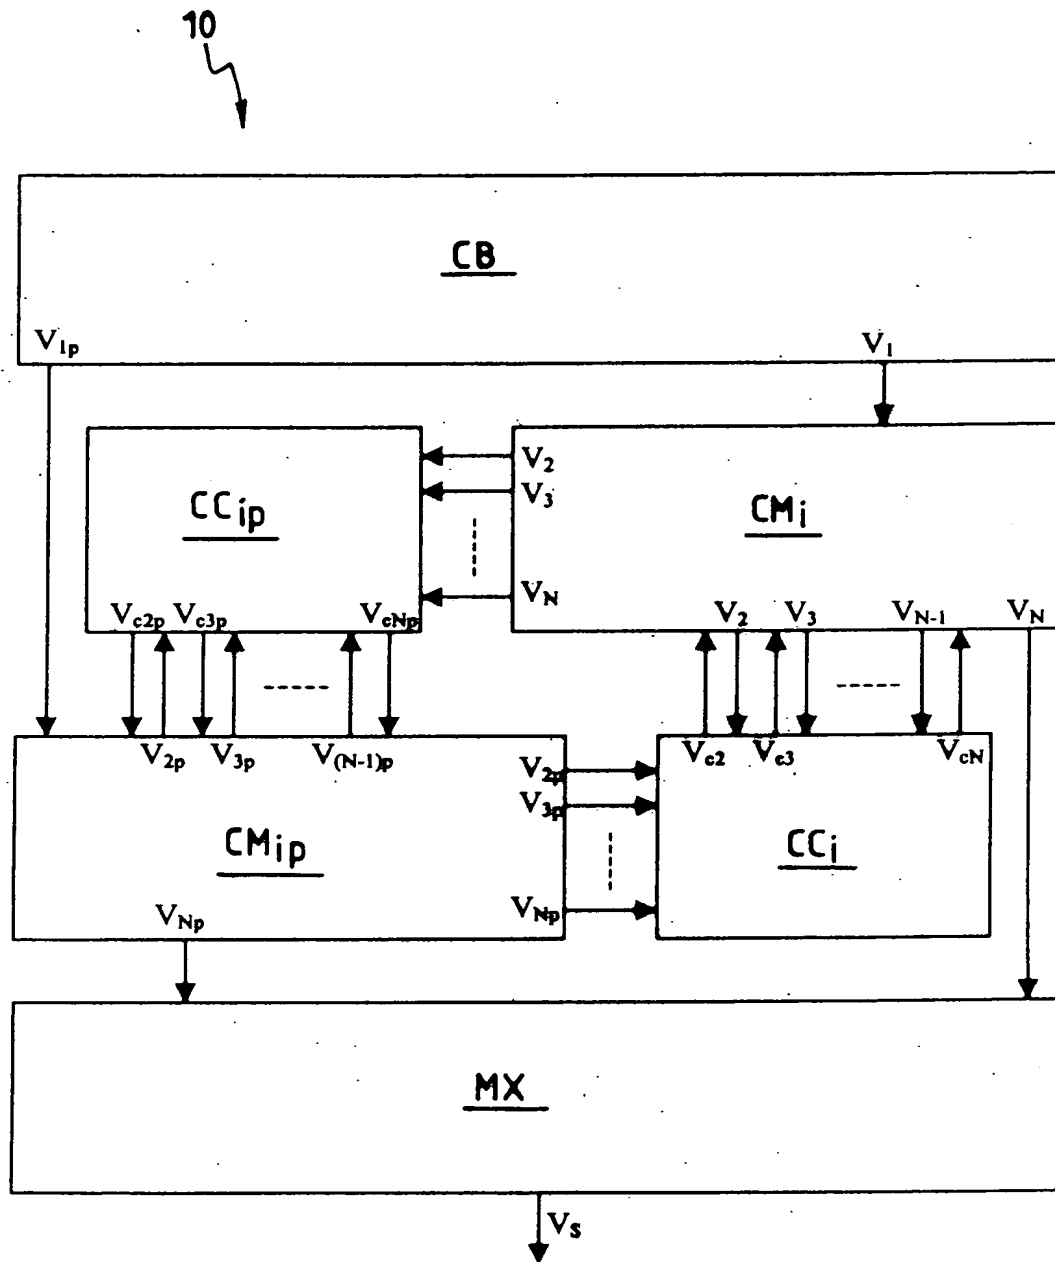 10
CB
V1p V1
V2
CCip V3 CMi
VN
Vc2p Vc3p VcNp V2 V3 VN-1 VN
V2p V3p V(N-1)p Vc2 Vc3 VcN
V2p
V3p
CMip CCi
VNp VNp
MX
VS